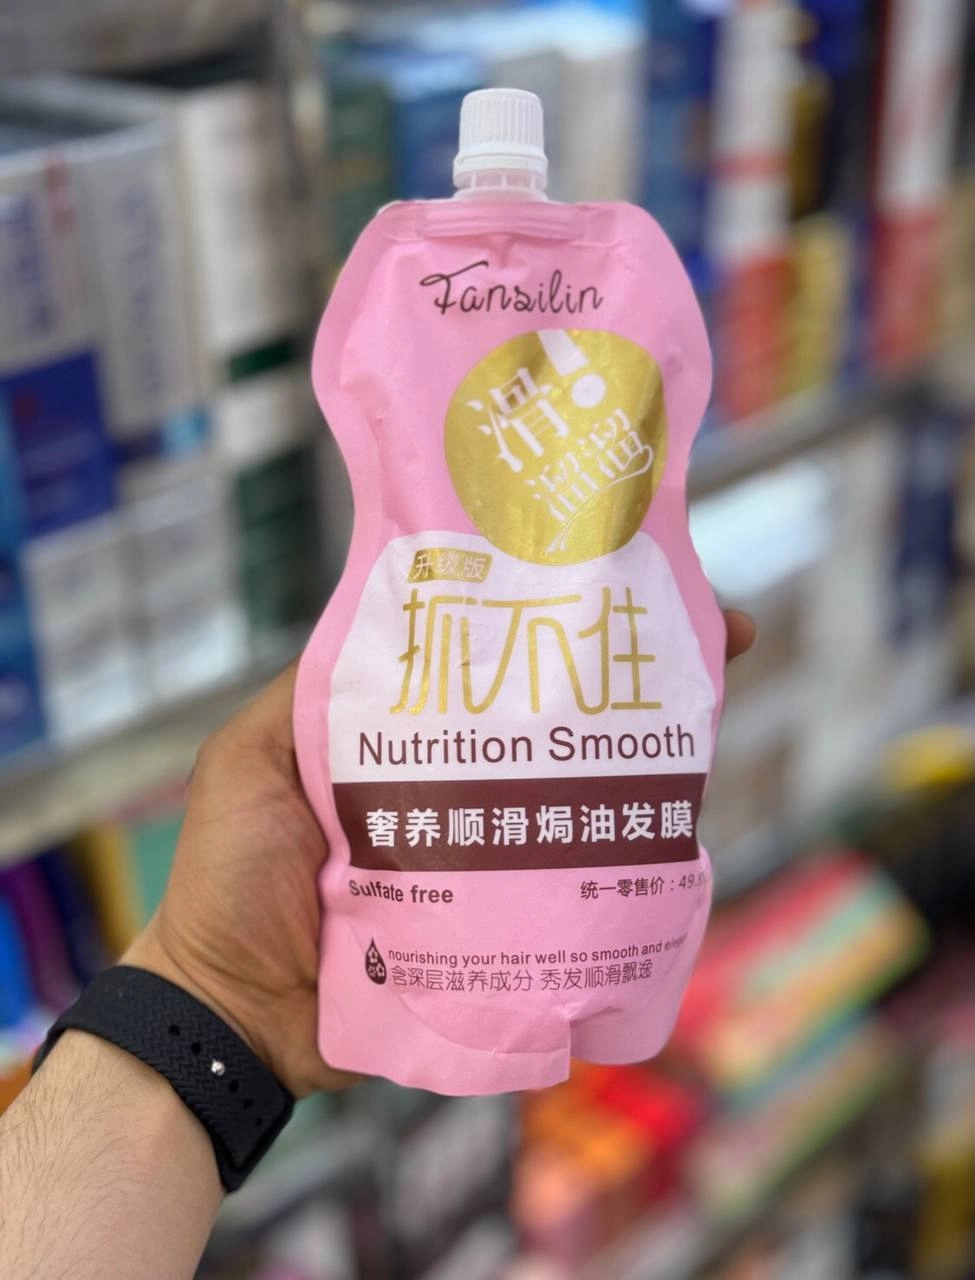 Fansilin
滑!
溜溜
升级版
抓不住
Nutrition Smooth
奢养顺滑焗油发膜
Sulfate free
统一零售价:49.
nourishing your hair well so smooth and
含深层滋养成分 秀发顺滑飘逸